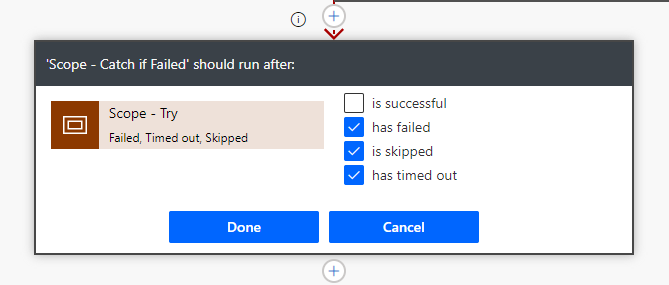 'Scope - Catch if Failed' should run after:
Scope - Try
Failed, Timed out, Skipped
is successful
has failed
is skipped
has timed out
Done
Cancel